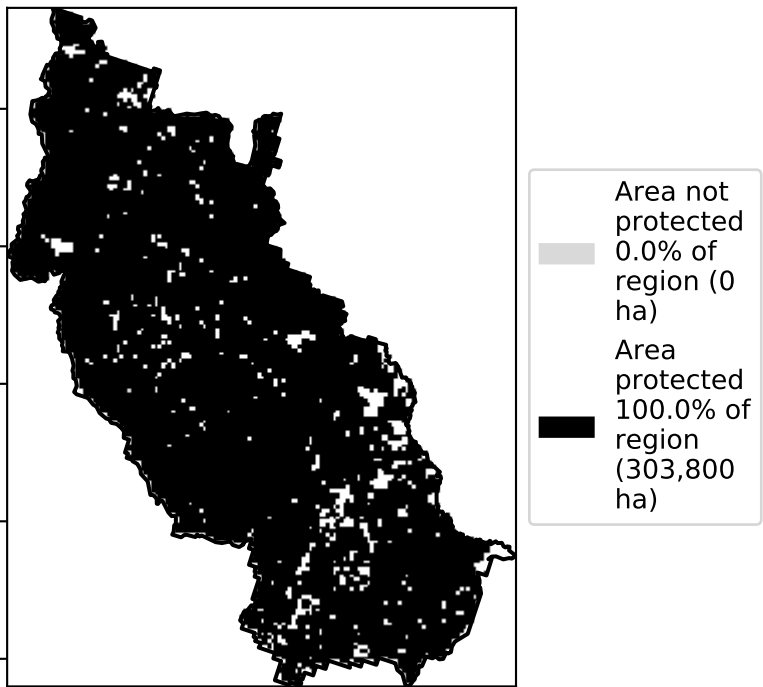 Area not
protected
0.0% of
region (0
ha)
Area
protected
100.0% of
region
(303,800
ha)